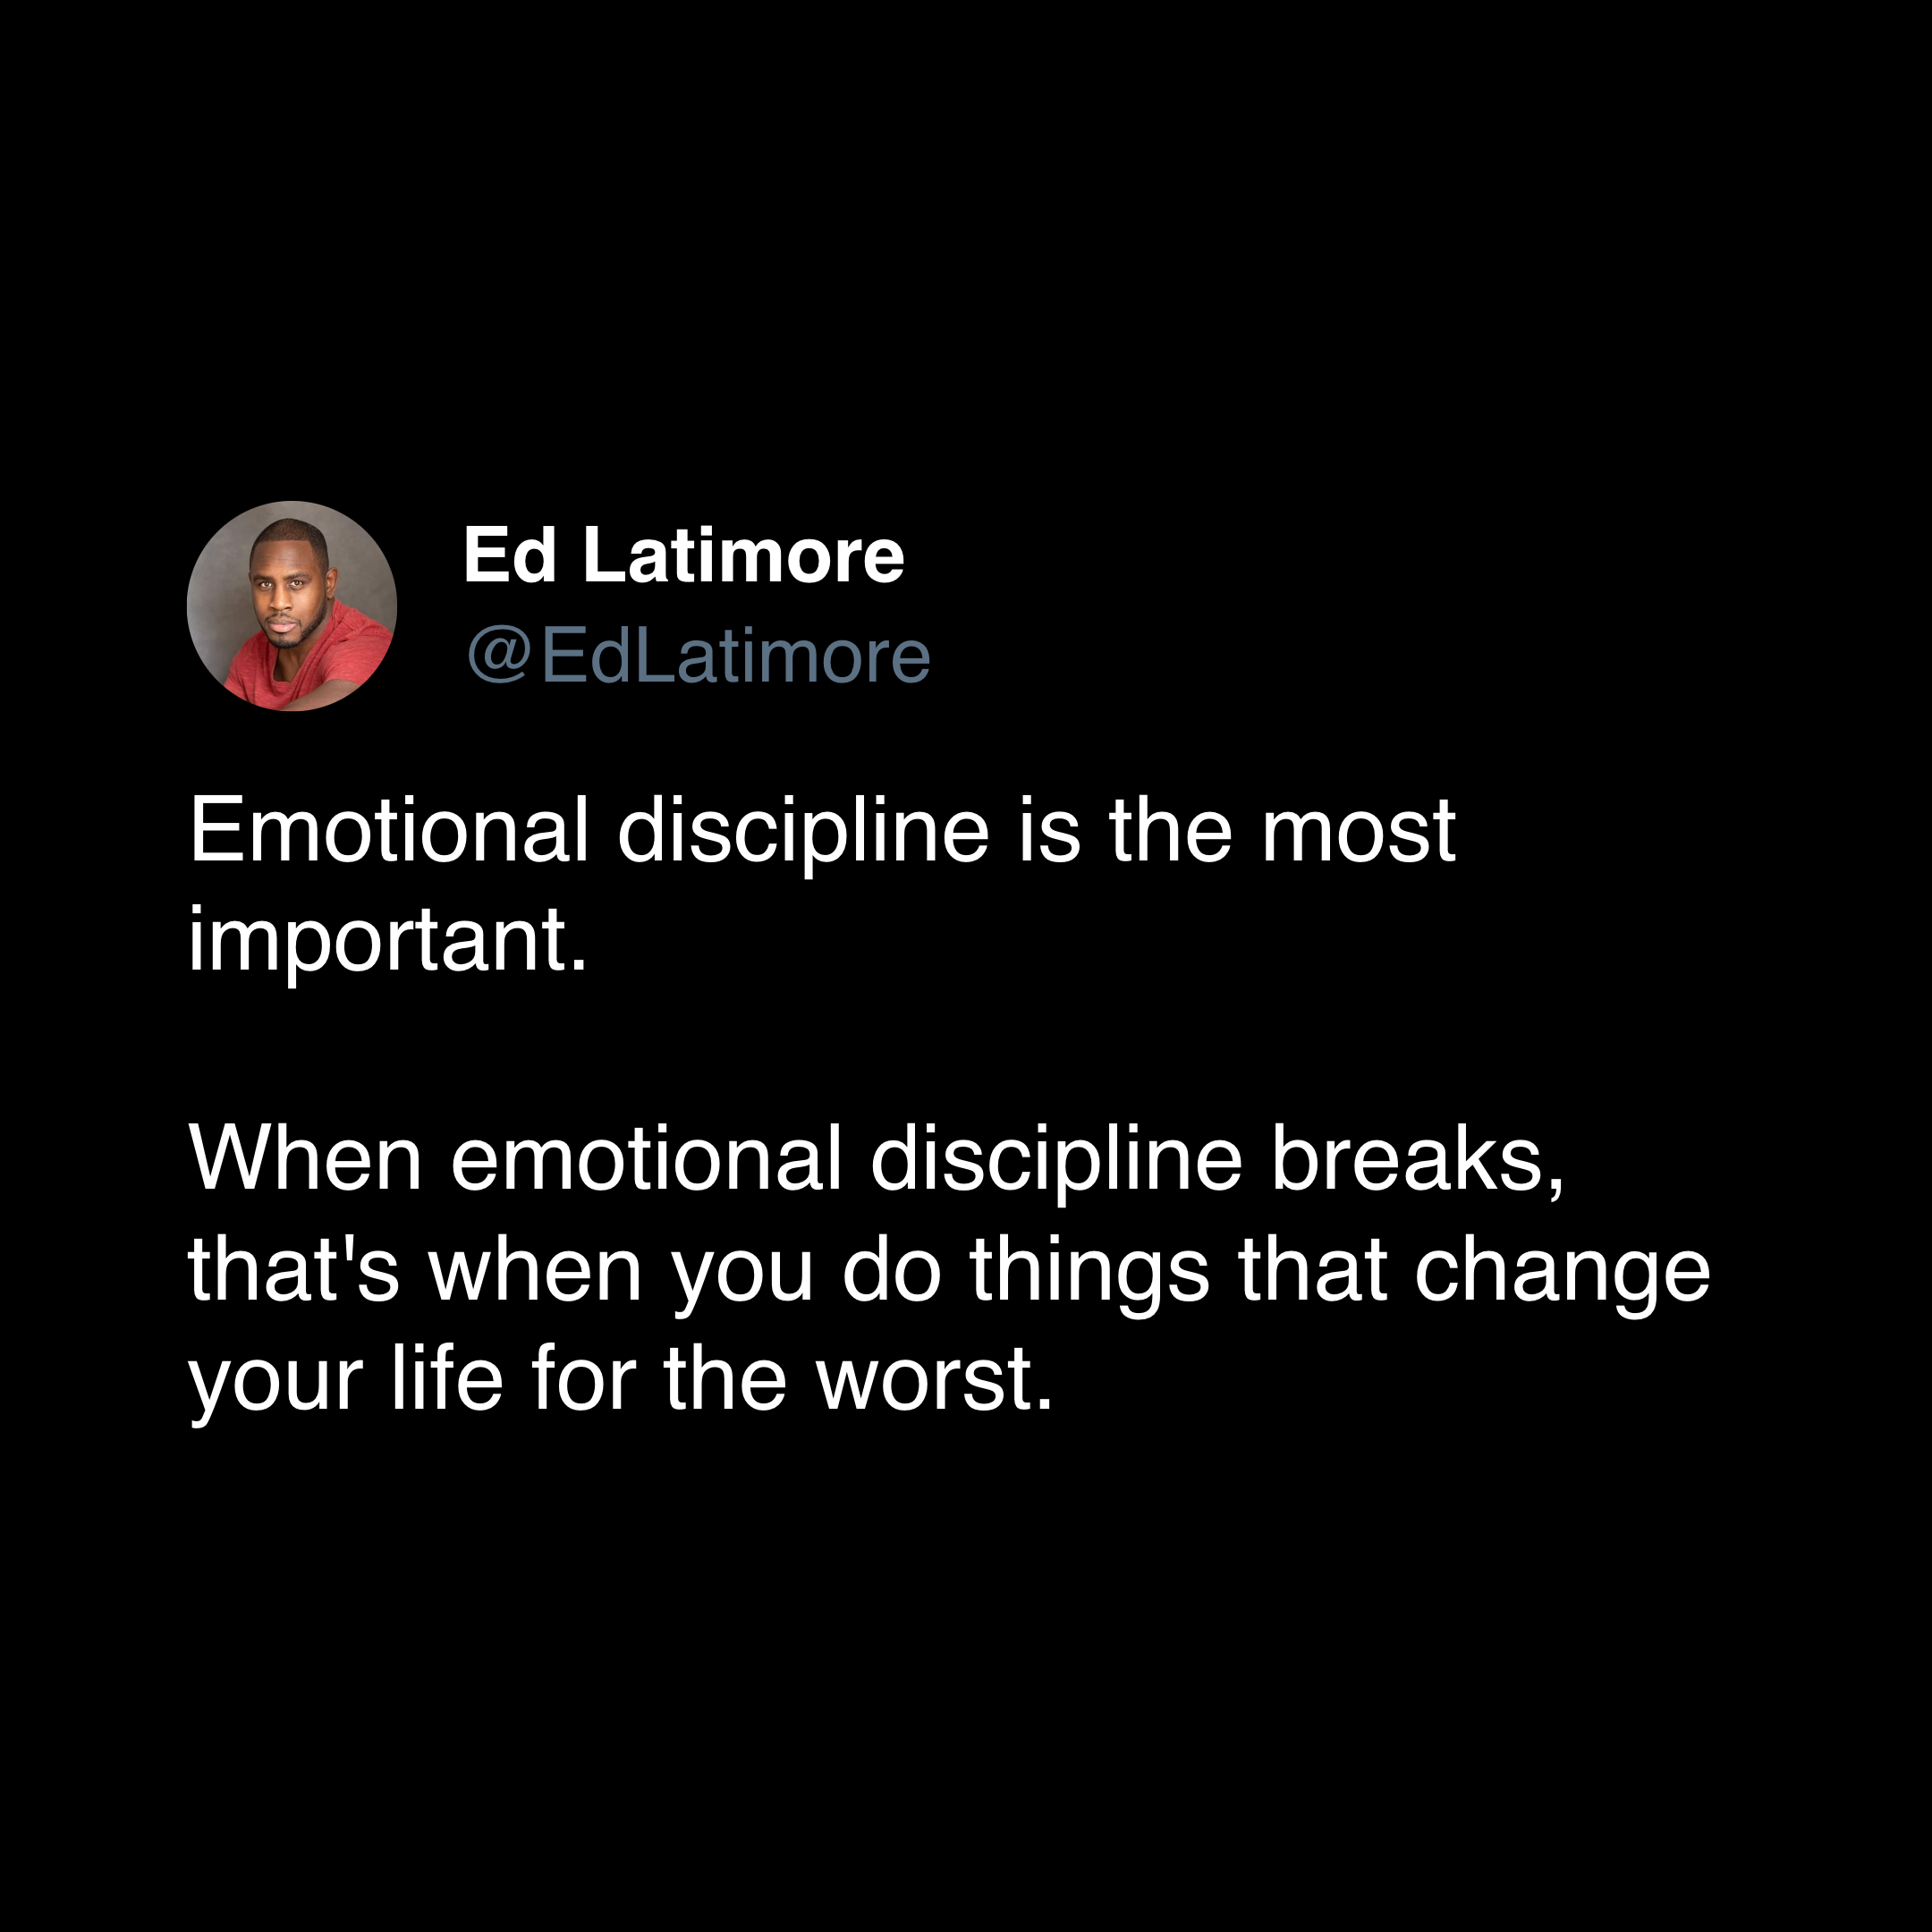 Ed Latimore
@EdLatimore
Emotional discipline is the most
important.
When emotional discipline breaks,
that's when you do things that change
your life for the worst.